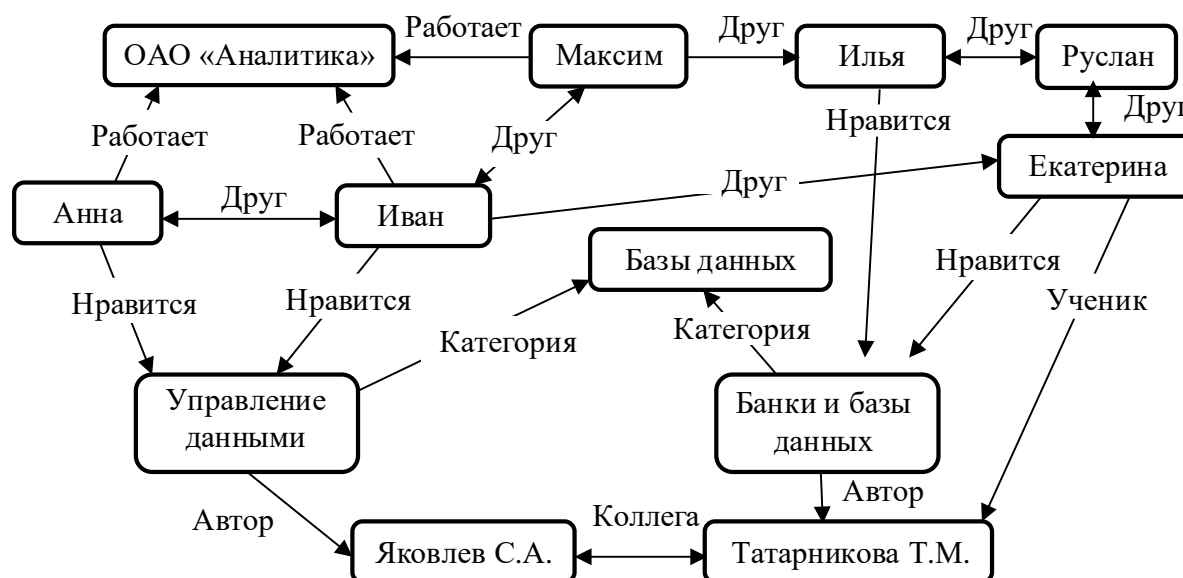 Работает
Друг
Друг
ОАО «Аналитика»
Максим
Илья
Руслан
Друг
Нравится
Работает
Работает
Друг
Екатерина
Друг
Анна
Друг
Иван
Базы данных
Нравится
Нравится
Нравится
Ученик
Категория
Категория
Управление
данными
Банки и базы
данных
Автор
Автор
Коллега
Яковлев С.А.
Татарникова Т.М.